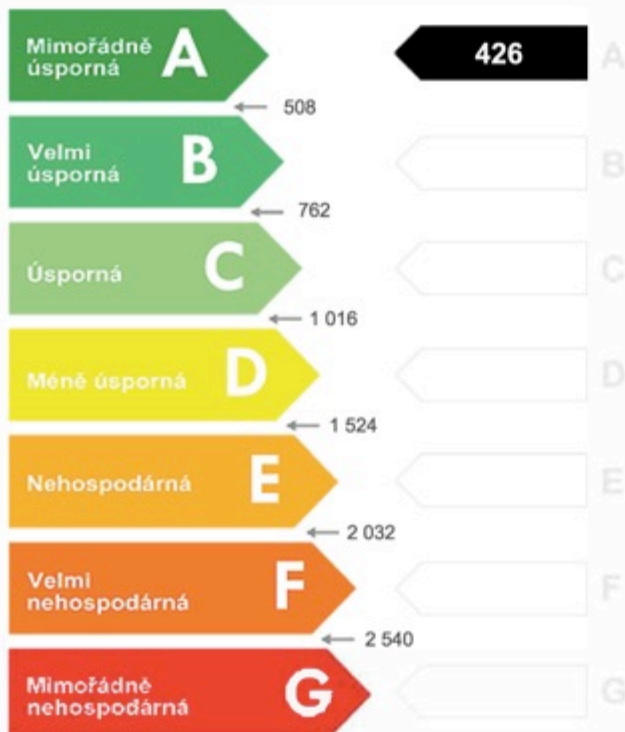 Mimořádně
úsporná
A
426
A
508
Velmi
úsporná
B
B
762
Úsporná
C
C
1 016
Méně úsporná
D
D
1 524
Nehospodárná
E
E
2 032
Velmi
nehospodárná
F
F
2 540
Mimořádně
nehospodárná
G
G